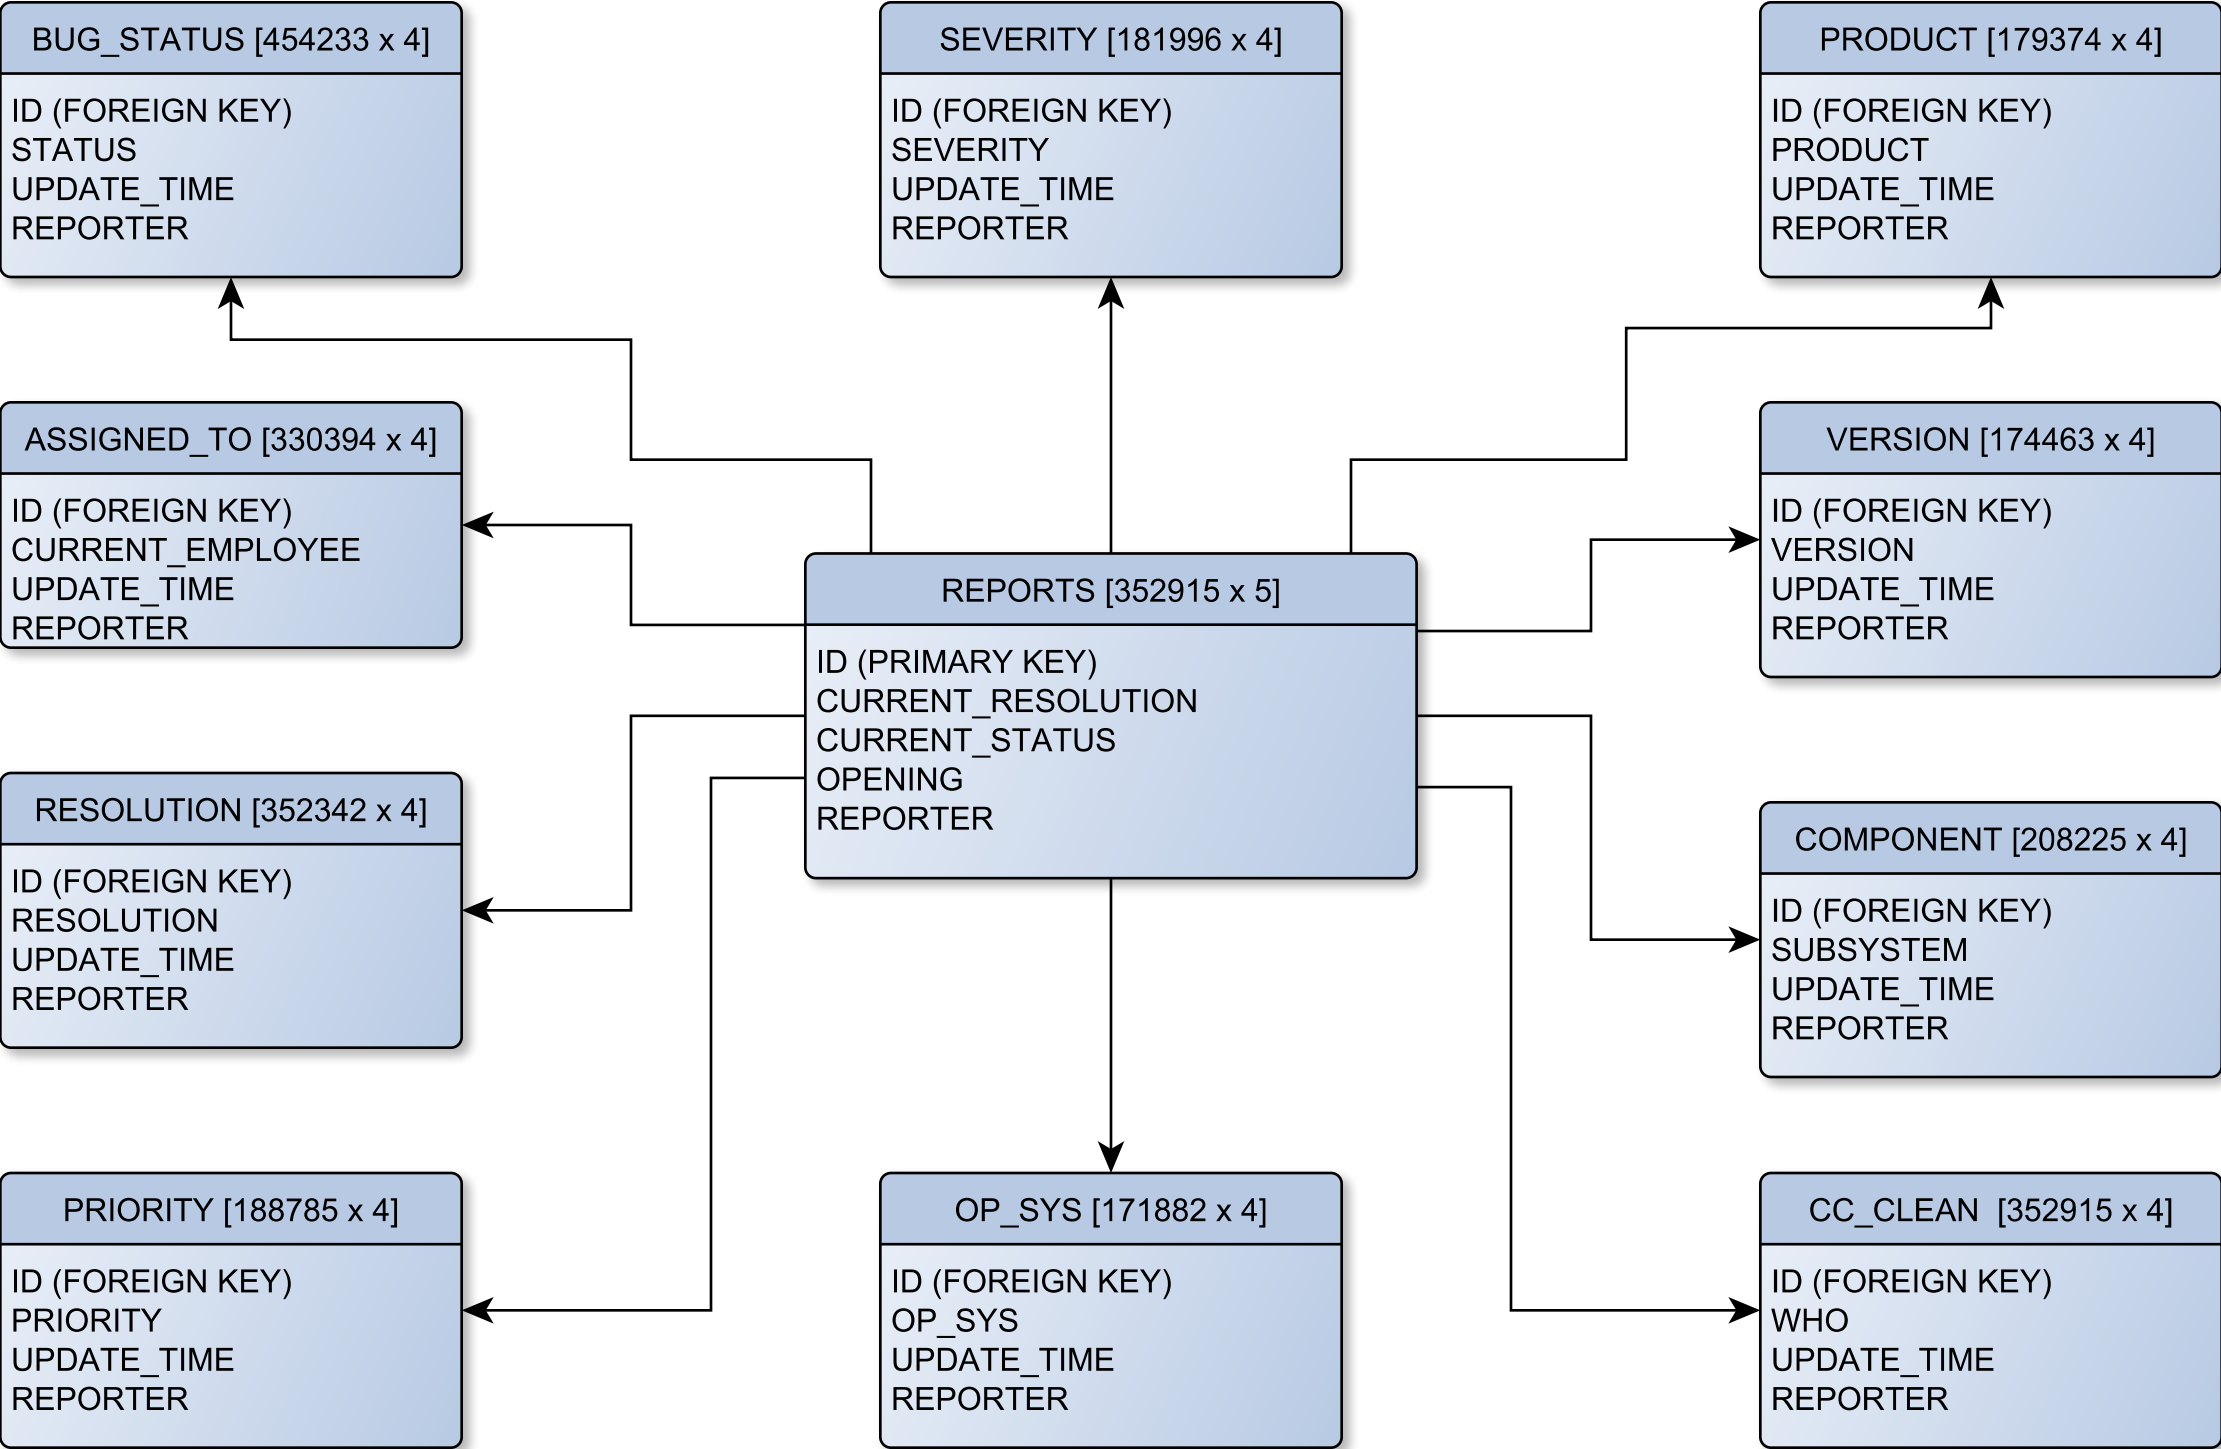 BUG_STATUS [454233 x 4]
ID (FOREIGN KEY)
STATUS
UPDATE_TIME
REPORTER
SEVERITY [181996 x 4]
ID (FOREIGN KEY)
SEVERITY
UPDATE_TIME
REPORTER
PRODUCT [179374 x 4]
ID (FOREIGN KEY)
PRODUCT
UPDATE_TIME
REPORTER
ASSIGNED_TO [330394 x 4]
ID (FOREIGN KEY)
CURRENT_EMPLOYEE
UPDATE_TIME
REPORTER
REPORTS [352915 x 5]
ID (PRIMARY KEY)
CURRENT_RESOLUTION
CURRENT_STATUS
OPENING
REPORTER
VERSION [174463 x 4]
ID (FOREIGN KEY)
VERSION
UPDATE_TIME
REPORTER
RESOLUTION [352342 x 4]
ID (FOREIGN KEY)
RESOLUTION
UPDATE_TIME
REPORTER
COMPONENT [208225 x 4]
ID (FOREIGN KEY)
SUBSYSTEM
UPDATE_TIME
REPORTER
PRIORITY [188785 x 4]
ID (FOREIGN KEY)
PRIORITY
UPDATE_TIME
REPORTER
OP_SYS [171882 x 4]
ID (FOREIGN KEY)
OP_SYS
UPDATE_TIME
REPORTER
CC_CLEAN  [352915 x 4]
ID (FOREIGN KEY)
WHO
UPDATE_TIME
REPORTER